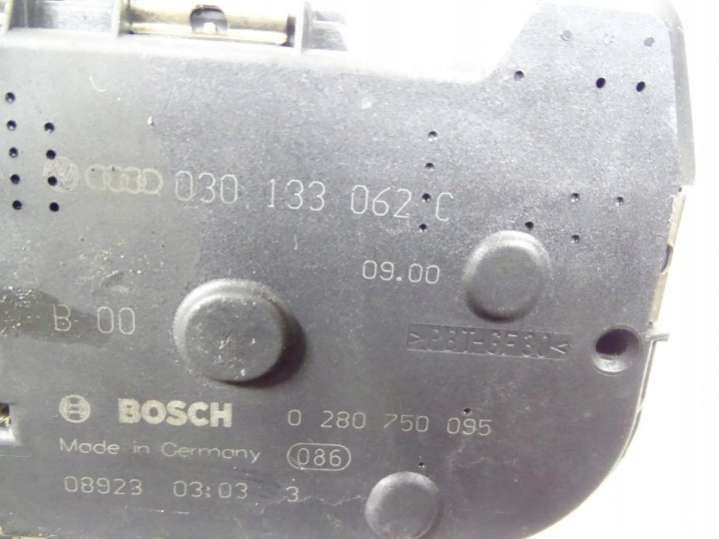 030 133 062 C
09.00
B 00
>PBT-GF30<
BOSCH 0 280 750 095
Made in Germany 086
08923 03:03 3